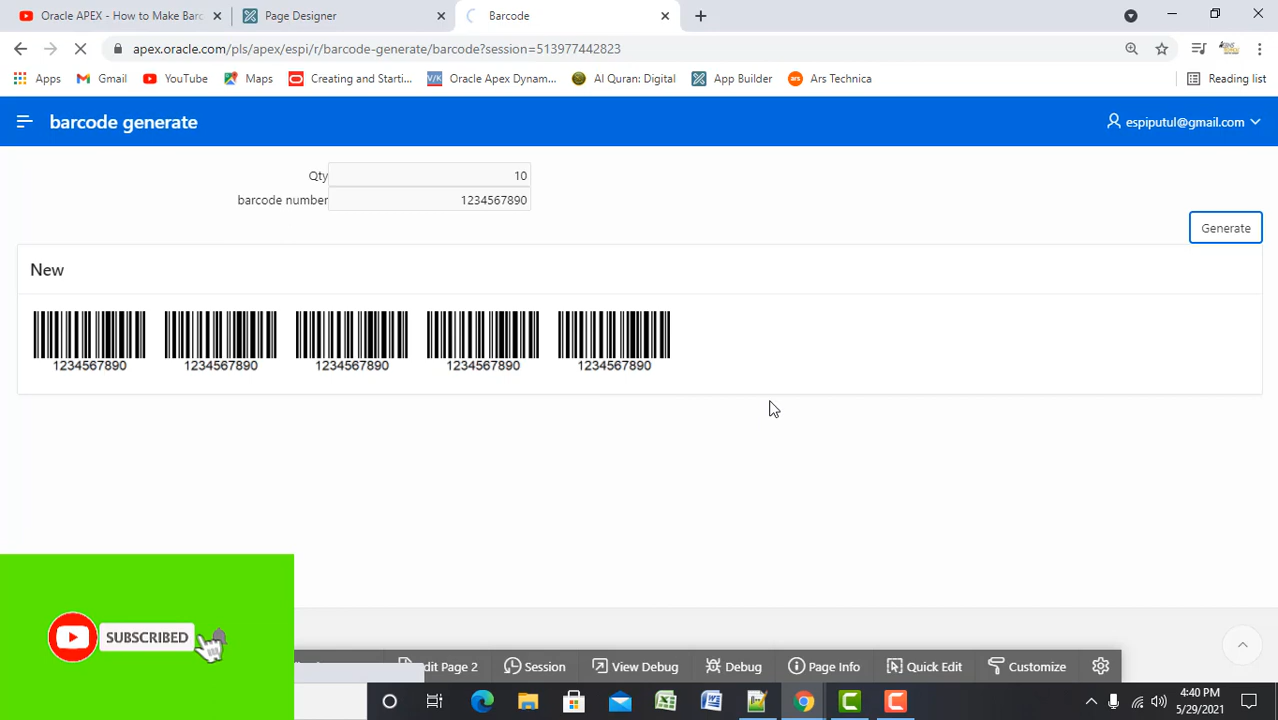 Oracle APEX - How to Make Barc
Page Designer
Barcode
apex.oracle.com/pls/apex/espi/r/barcode-generate/barcode?session=513977442823
Apps
Gmail
YouTube
Maps
Creating and Starti...
Oracle Apex Dynam...
Al Quran: Digital
App Builder
Ars Technica
Reading list
barcode generate
espiputul@gmail.com
Qty 10
barcode number 1234567890
Generate
New
1234567890 1234567890 1234567890 1234567890 1234567890
SUBSCRIBED
Edit Page 2
Session
View Debug
Debug
Page Info
Quick Edit
Customize
4:40 PM
5/29/2021